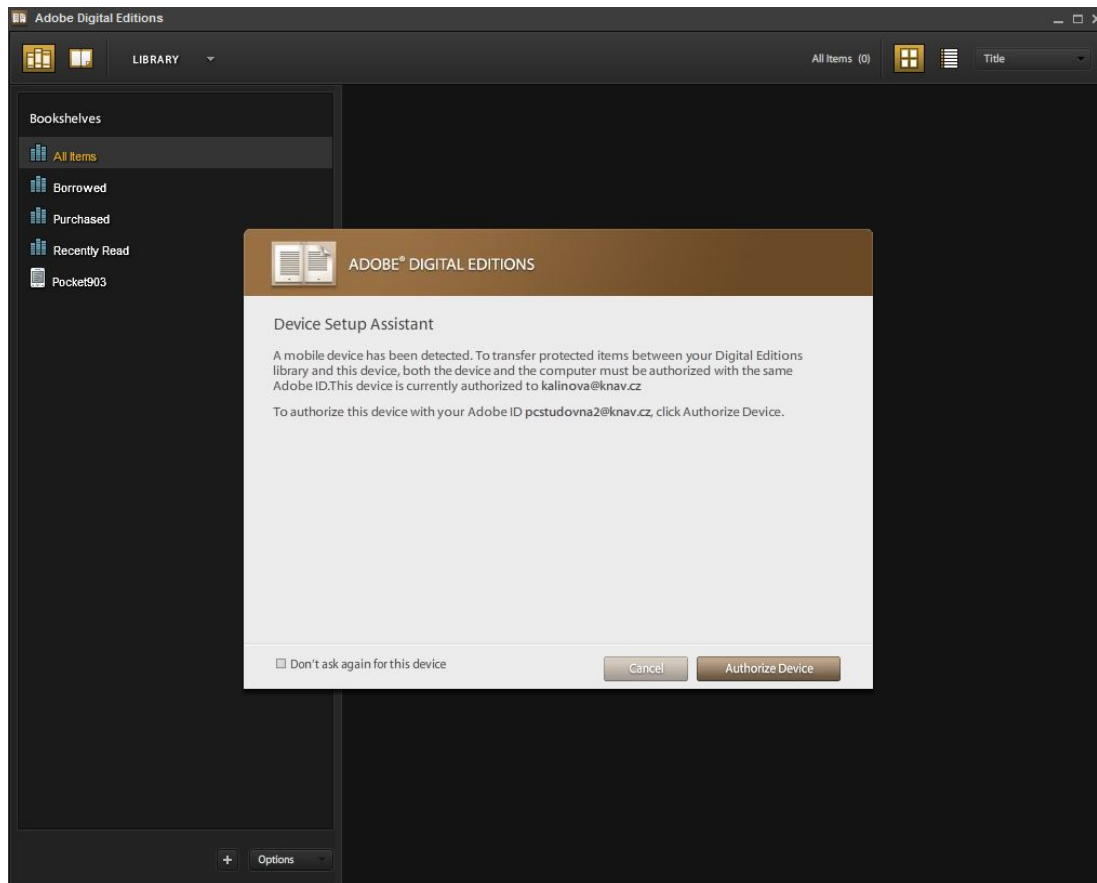 Adobe Digital Editions
LIBRARY
All Items (0)
Title
Bookshelves
All Items
Borrowed
Purchased
Recently Read
Pocket903
ADOBE® DIGITAL EDITIONS
Device Setup Assistant
A mobile device has been detected. To transfer protected items between your Digital Editions
library and this device, both the device and the computer must be authorized with the same
Adobe ID.This device is currently authorized to kalinova@knav.cz
To authorize this device with your Adobe ID pcstudovna2@knav.cz, click Authorize Device.
Don't ask again for this device
Cancel
Authorize Device
+ Options